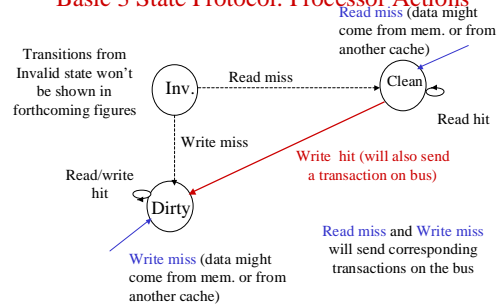 Basic 3 State Protocol: Processor Actions
Read miss (data might
come from mem. or from
another cache)
Transitions from
Invalid state won't
be shown in
forthcoming figures
Read miss
Inv.
Clean
Read hit
Write miss
Write hit (will also send
a transaction on bus)
Read/write
hit
Dirty
Read miss and Write miss
will send corresponding
transactions on the bus
Write miss (data might
come from mem. or from
another cache)